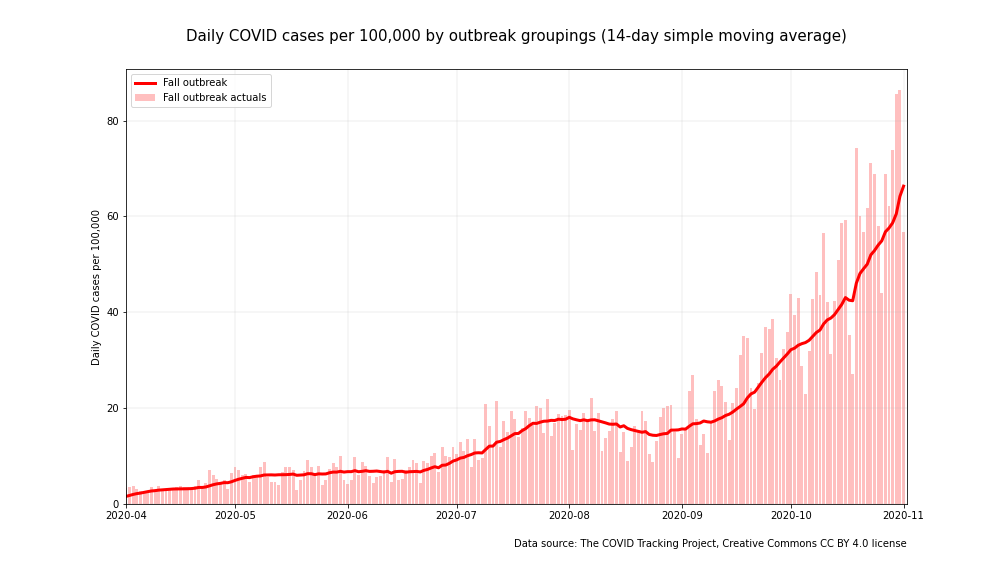 Daily COVID cases per 100,000 by outbreak groupings (14-day simple moving average)
Fall outbreak
Fall outbreak actuals
Daily COVID cases per 100,000
80
60
40
20
0
2020-04
2020-05
2020-06
2020-07
2020-08
2020-09
2020-10
2020-11
Data source: The COVID Tracking Project, Creative Commons CC BY 4.0 license